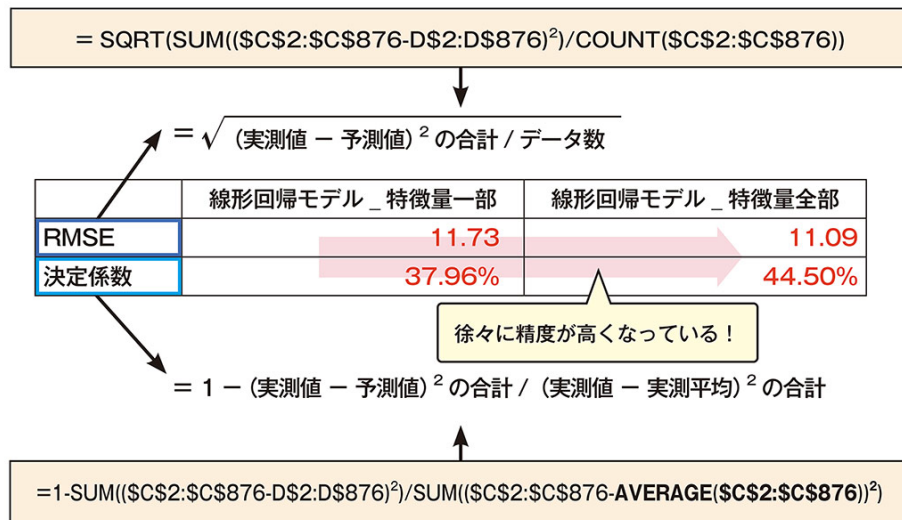 = SQRT(SUM(($C$2:$C$876-D$2:D$876)²)/COUNT($C$2:$C$876))
= √(実測値 − 予測値)² の合計 / データ数
線形回帰モデル _ 特徴量一部 線形回帰モデル _ 特徴量全部
RMSE 11.73 11.09
決定係数 37.96% 44.50%
徐々に精度が高くなっている！
= 1 −(実測値 − 予測値)² の合計 /(実測値 − 実測平均)² の合計
=1-SUM(($C$2:$C$876-D$2:D$876)²)/SUM(($C$2:$C$876-AVERAGE($C$2:$C$876))²)